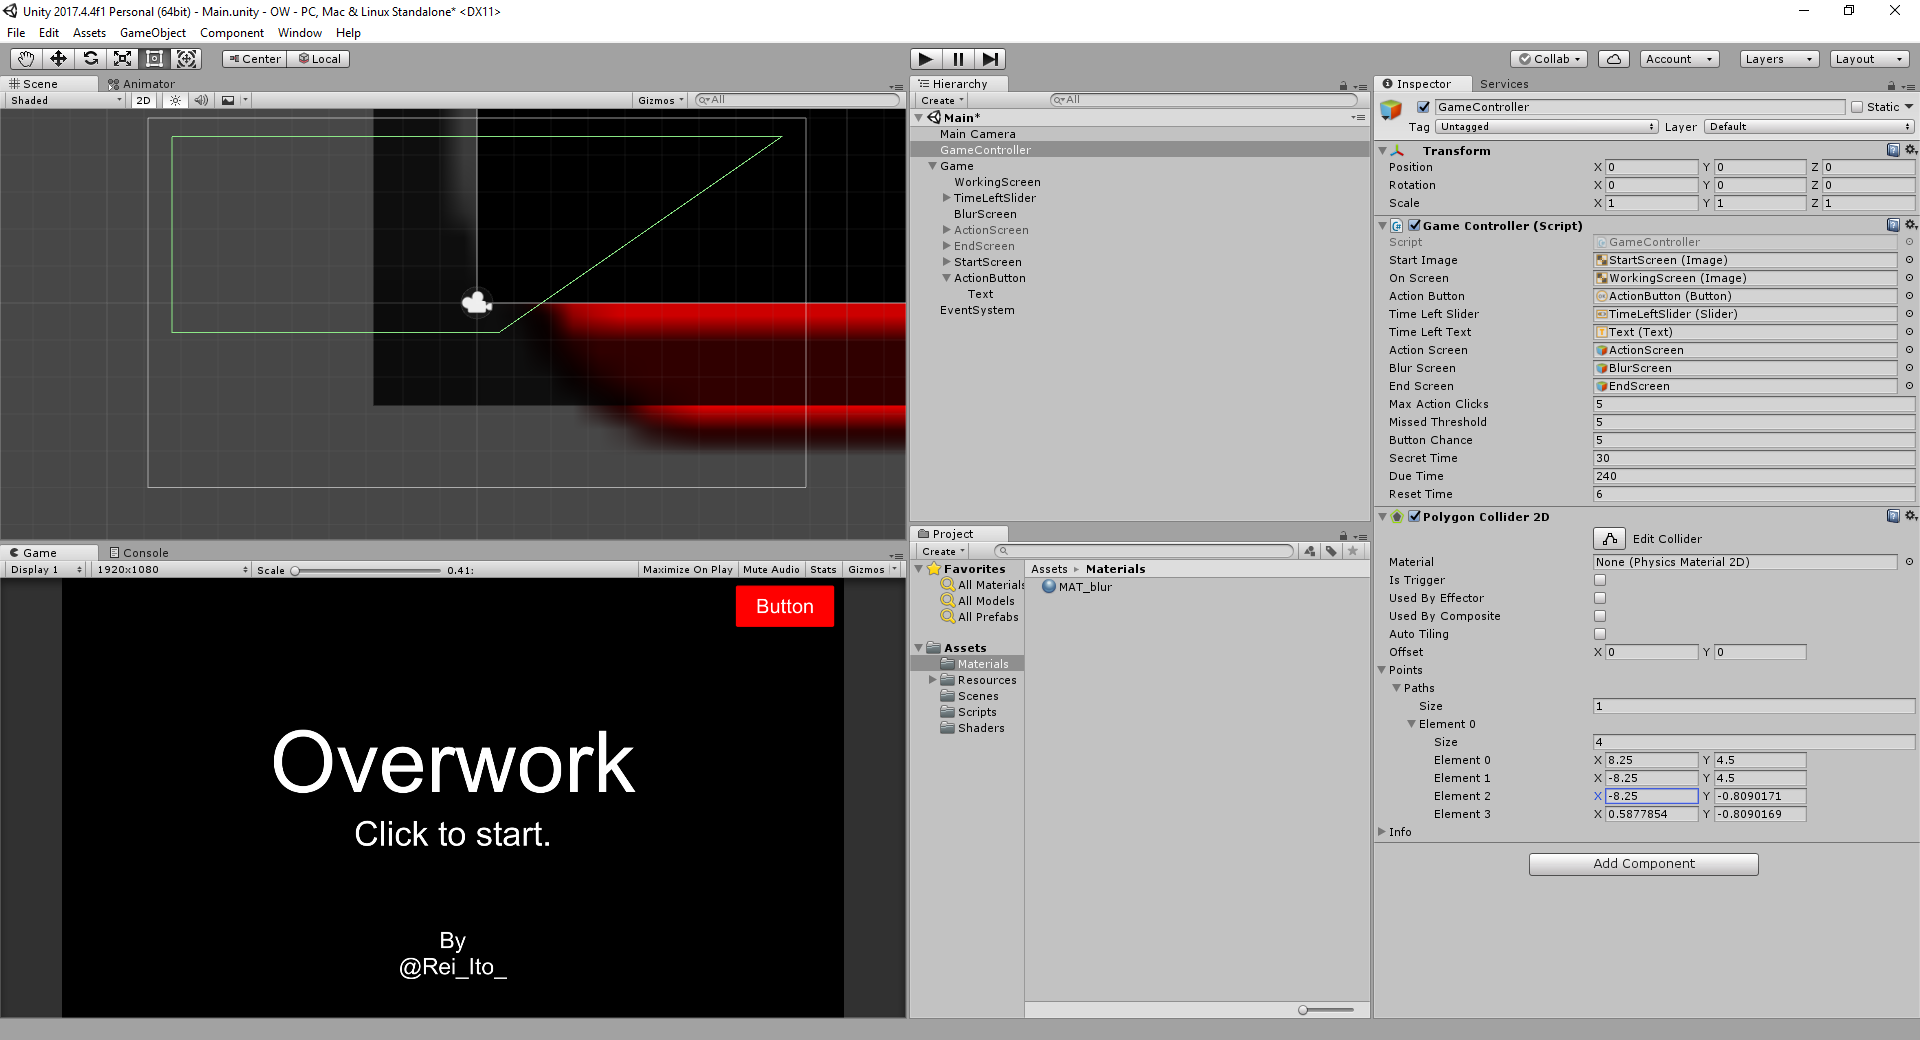 Unity 2017.4.4f1 Personal (64bit) - Main.unity - OW - PC, Mac & Linux Standalone* <DX11>
File Edit Assets GameObject Component Window Help
Center Local
Collab Account Layers Layout
Scene Animator
Shaded 2D Gizmos All
Hierarchy
Create All
Main*
Main Camera
GameController
Game
WorkingScreen
TimeLeftSlider
BlurScreen
ActionScreen
EndScreen
StartScreen
ActionButton
Text
EventSystem
Game Console
Display 1 1920x1080 Scale 0.41: Maximize On Play Mute Audio Stats Gizmos
Button
Overwork
Click to start.
By
@Rei_Ito_
Project
Create
Favorites
All Materials
All Models
All Prefabs
Assets
Materials
Resources
Scenes
Scripts
Shaders
Assets Materials
MAT_blur
Inspector Services
GameController Static
Tag Untagged Layer Default
Transform
Position X 0 Y 0 Z 0
Rotation X 0 Y 0 Z 0
Scale X 1 Y 1 Z 1
Game Controller (Script)
Script GameController
Start Image StartScreen (Image)
On Screen WorkingScreen (Image)
Action Button ActionButton (Button)
Time Left Slider TimeLeftSlider (Slider)
Time Left Text Text (Text)
Action Screen ActionScreen
Blur Screen BlurScreen
End Screen EndScreen
Max Action Clicks 5
Missed Threshold 5
Button Chance 5
Secret Time 30
Due Time 240
Reset Time 6
Polygon Collider 2D
Edit Collider
Material None (Physics Material 2D)
Is Trigger
Used By Effector
Used By Composite
Auto Tiling
Offset X 0 Y 0
Points
Paths
Size 1
Element 0
Size 4
Element 0 X 8.25 Y 4.5
Element 1 X -8.25 Y 4.5
Element 2 X -8.25 Y -0.8090171
Element 3 X 0.5877854 Y -0.8090169
Info
Add Component